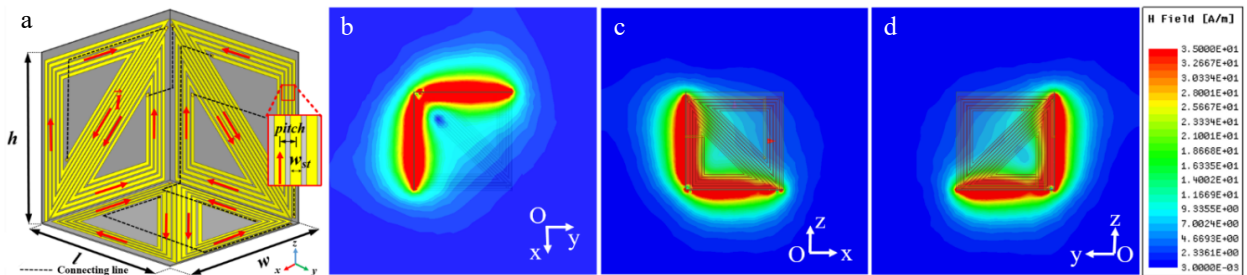 a
h
i
pitch
w_st
l
w
Connecting line
z
x
y
b
O
y
x
c
z
O
x
d
z
y
O
H Field [A/m]
3.5000E+01
3.2667E+01
3.0334E+01
2.8001E+01
2.5667E+01
2.3334E+01
2.1001E+01
1.8668E+01
1.6335E+01
1.4002E+01
1.1669E+01
9.3355E+00
7.0024E+00
4.6693E+00
2.3361E+00
3.0000E-03